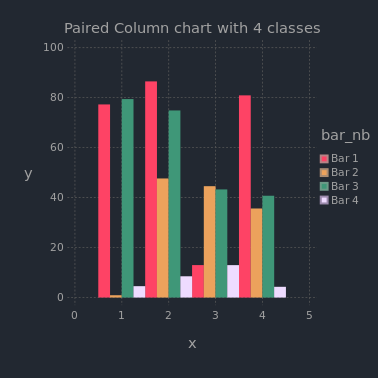 Paired Column chart with 4 classes
100
80
60
40
20
0
y
0 1 2 3 4 5
x
bar_nb
Bar 1
Bar 2
Bar 3
Bar 4